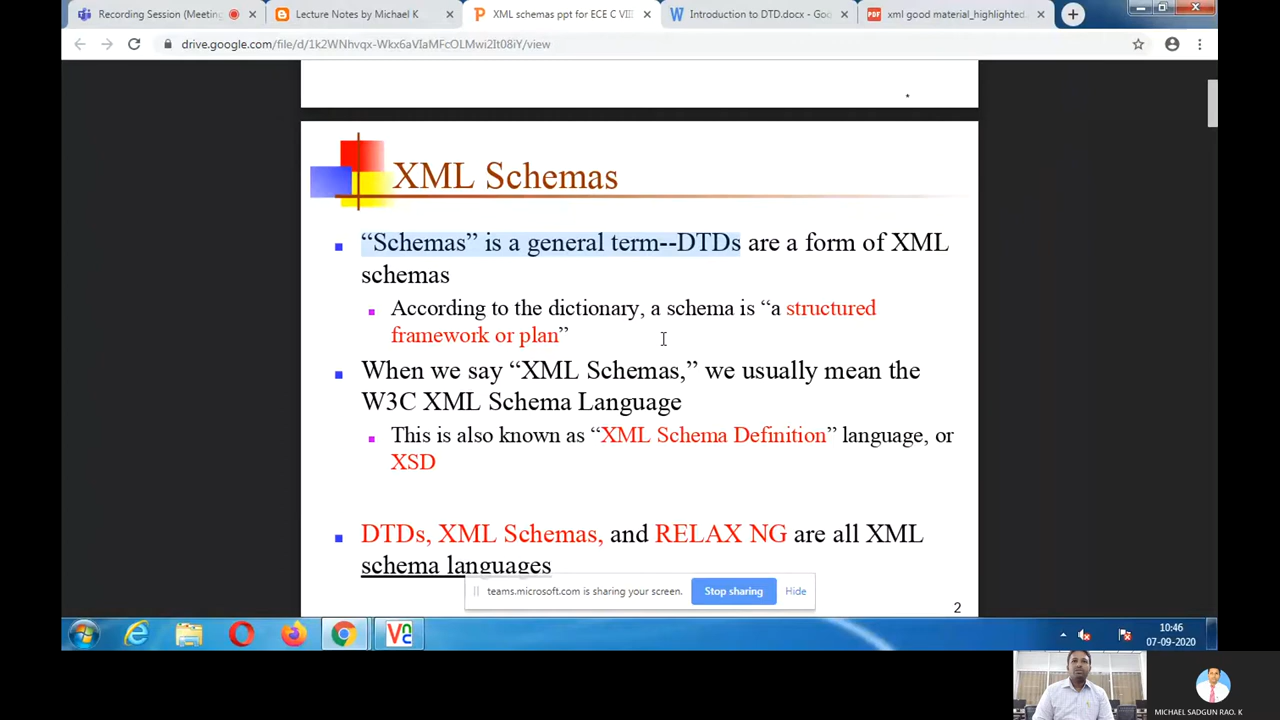 Recording Session (Meetin
Lecture Notes by Michael K
XML schemas ppt for ECE C VIII
Introduction to DTD.docx - Goo
xml good material_highlighted.
drive.google.com/file/d/1k2WNhvqx-Wkx6aVIaMFcOLMwi2It08iY/view
XML Schemas
“Schemas” is a general term--DTDs are a form of XML
schemas
According to the dictionary, a schema is “a structured
framework or plan”
When we say “XML Schemas,” we usually mean the
W3C XML Schema Language
This is also known as “XML Schema Definition” language, or
XSD
DTDs, XML Schemas, and RELAX NG are all XML
schema languages
teams.microsoft.com is sharing your screen.
Stop sharing
Hide
2
10:46
07-09-2020
MICHAEL SADGUN RAO. K